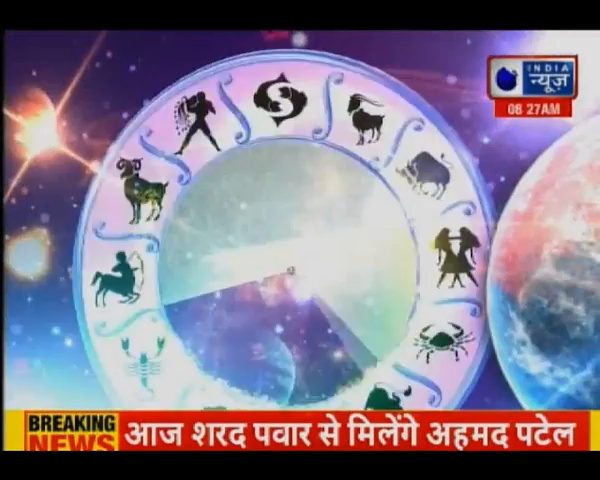 INDIA
न्यूज़
08:27AM
BREAKING
NEWS
आज शरद पवार से मिलेंगे अहमद पटेल